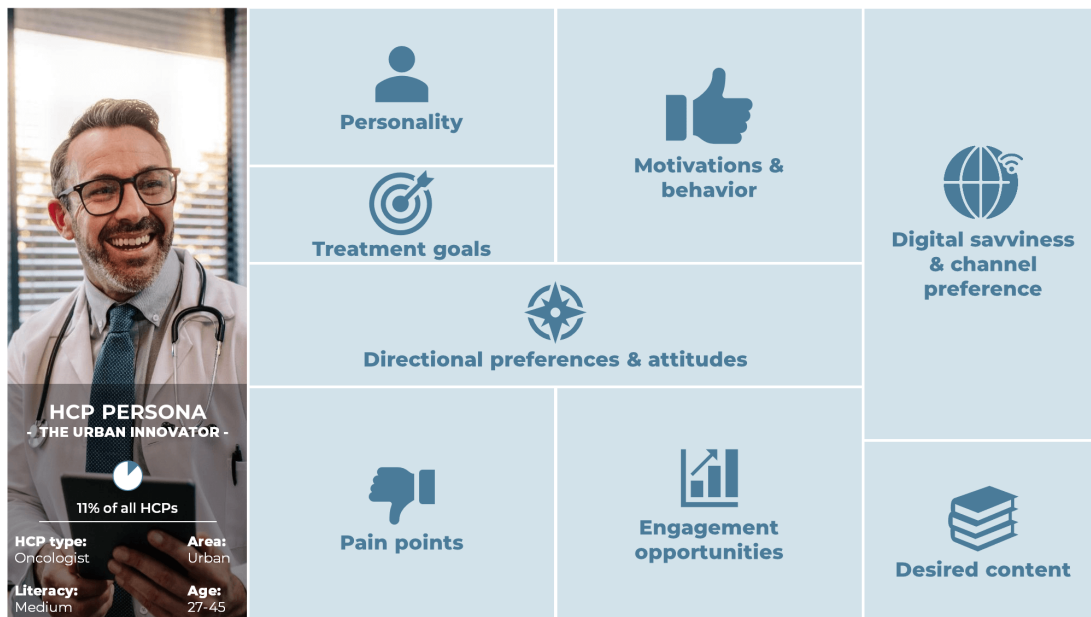 HCP PERSONA
- THE URBAN INNOVATOR -
11% of all HCPs
HCP type:
Oncologist
Area:
Urban
Literacy:
Medium
Age:
27-45
Personality
Treatment goals
Motivations &
behavior
Directional preferences & attitudes
Pain points
Engagement
opportunities
Digital savviness
& channel
preference
Desired content